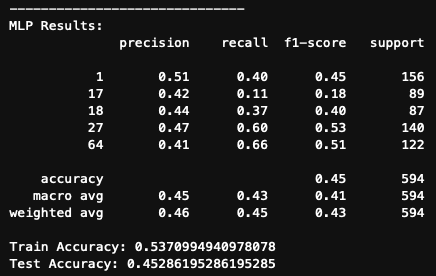 ------------------------------
MLP Results:
precision recall f1-score support
1 0.51 0.40 0.45 156
17 0.42 0.11 0.18 89
18 0.44 0.37 0.40 87
27 0.47 0.60 0.53 140
64 0.41 0.66 0.51 122
accuracy 0.45 594
macro avg 0.45 0.43 0.41 594
weighted avg 0.46 0.45 0.43 594
Train Accuracy: 0.5370994940978078
Test Accuracy: 0.45286195286195285